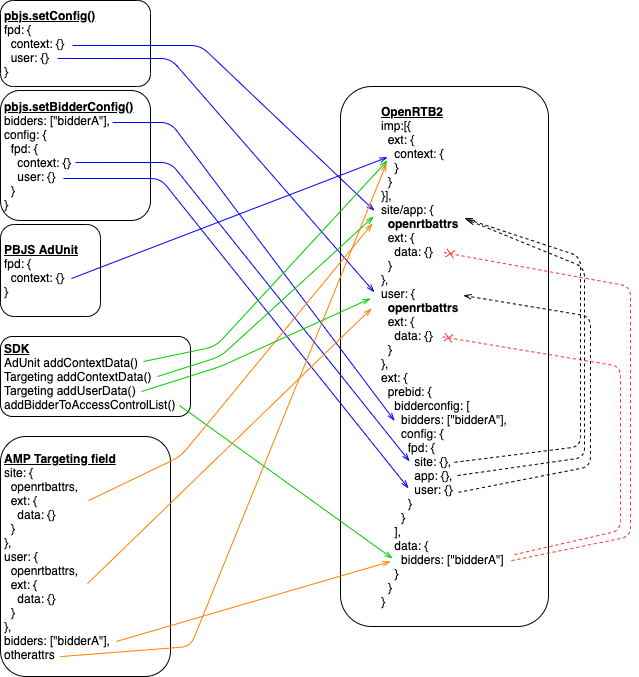 pbjs.setConfig()
fpd: {
context: {}
user: {}
}
pbjs.setBidderConfig()
bidders: ["bidderA"],
config: {
fpd: {
context: {}
user: {}
}
}
PBJS AdUnit
fpd: {
context: {}
}
SDK
AdUnit addContextData()
Targeting addContextData()
Targeting addUserData()
addBidderToAccessControlList()
AMP Targeting field
site: {
openrtbattrs,
ext: {
data: {}
}
},
user: {
openrtbattrs,
ext: {
data: {}
}
},
bidders: ["bidderA"],
otherattrs
OpenRTB2
imp:[{
ext: {
context: {
}
}
}],
site/app: {
openrtbattrs
ext: {
data: {}
}
},
user: {
openrtbattrs
ext: {
data: {}
}
},
ext: {
prebid: {
bidderconfig: [
bidders: ["bidderA"],
config: {
fpd: {
site: {},
app: {},
user: {}
}
}
],
data: {
bidders: ["bidderA"]
}
}
}